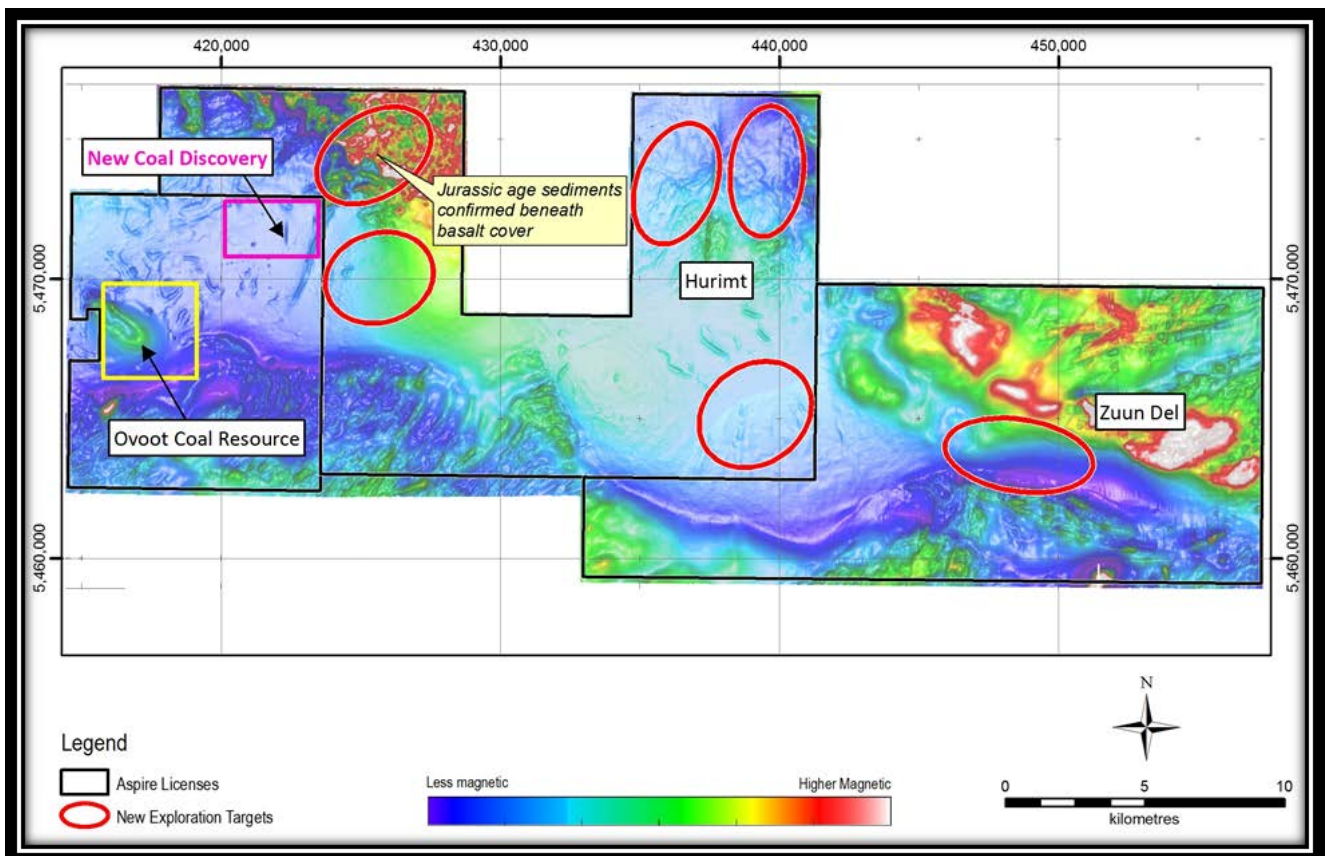 420,000
430,000
440,000
450,000
New Coal Discovery
Jurassic age sediments
confirmed beneath
basalt cover
5,470,000
5,470,000
Hurimt
Zuun Del
Ovoot Coal Resource
5,460,000
5,460,000
N
Legend
Aspire Licenses
New Exploration Targets
Less magnetic
Higher Magnetic
0
5
10
kilometres